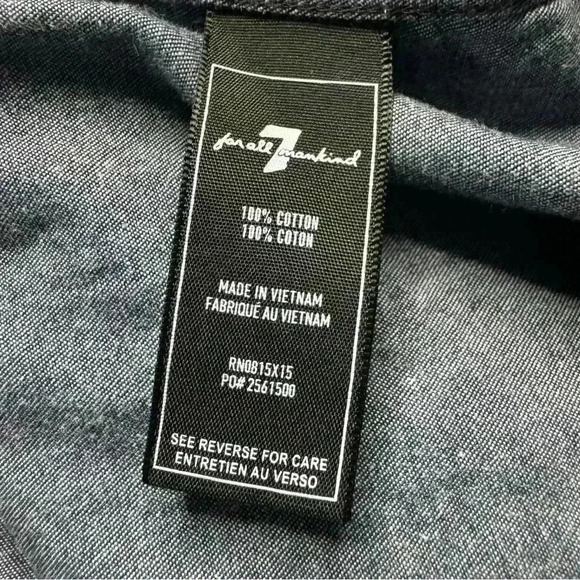 7
for all mankind
100% COTTON
100% COTON
MADE IN VIETNAM
FABRIQUÉ AU VIETNAM
RN0815X15
PO# 2561500
SEE REVERSE FOR CARE
ENTRETIEN AU VERSO